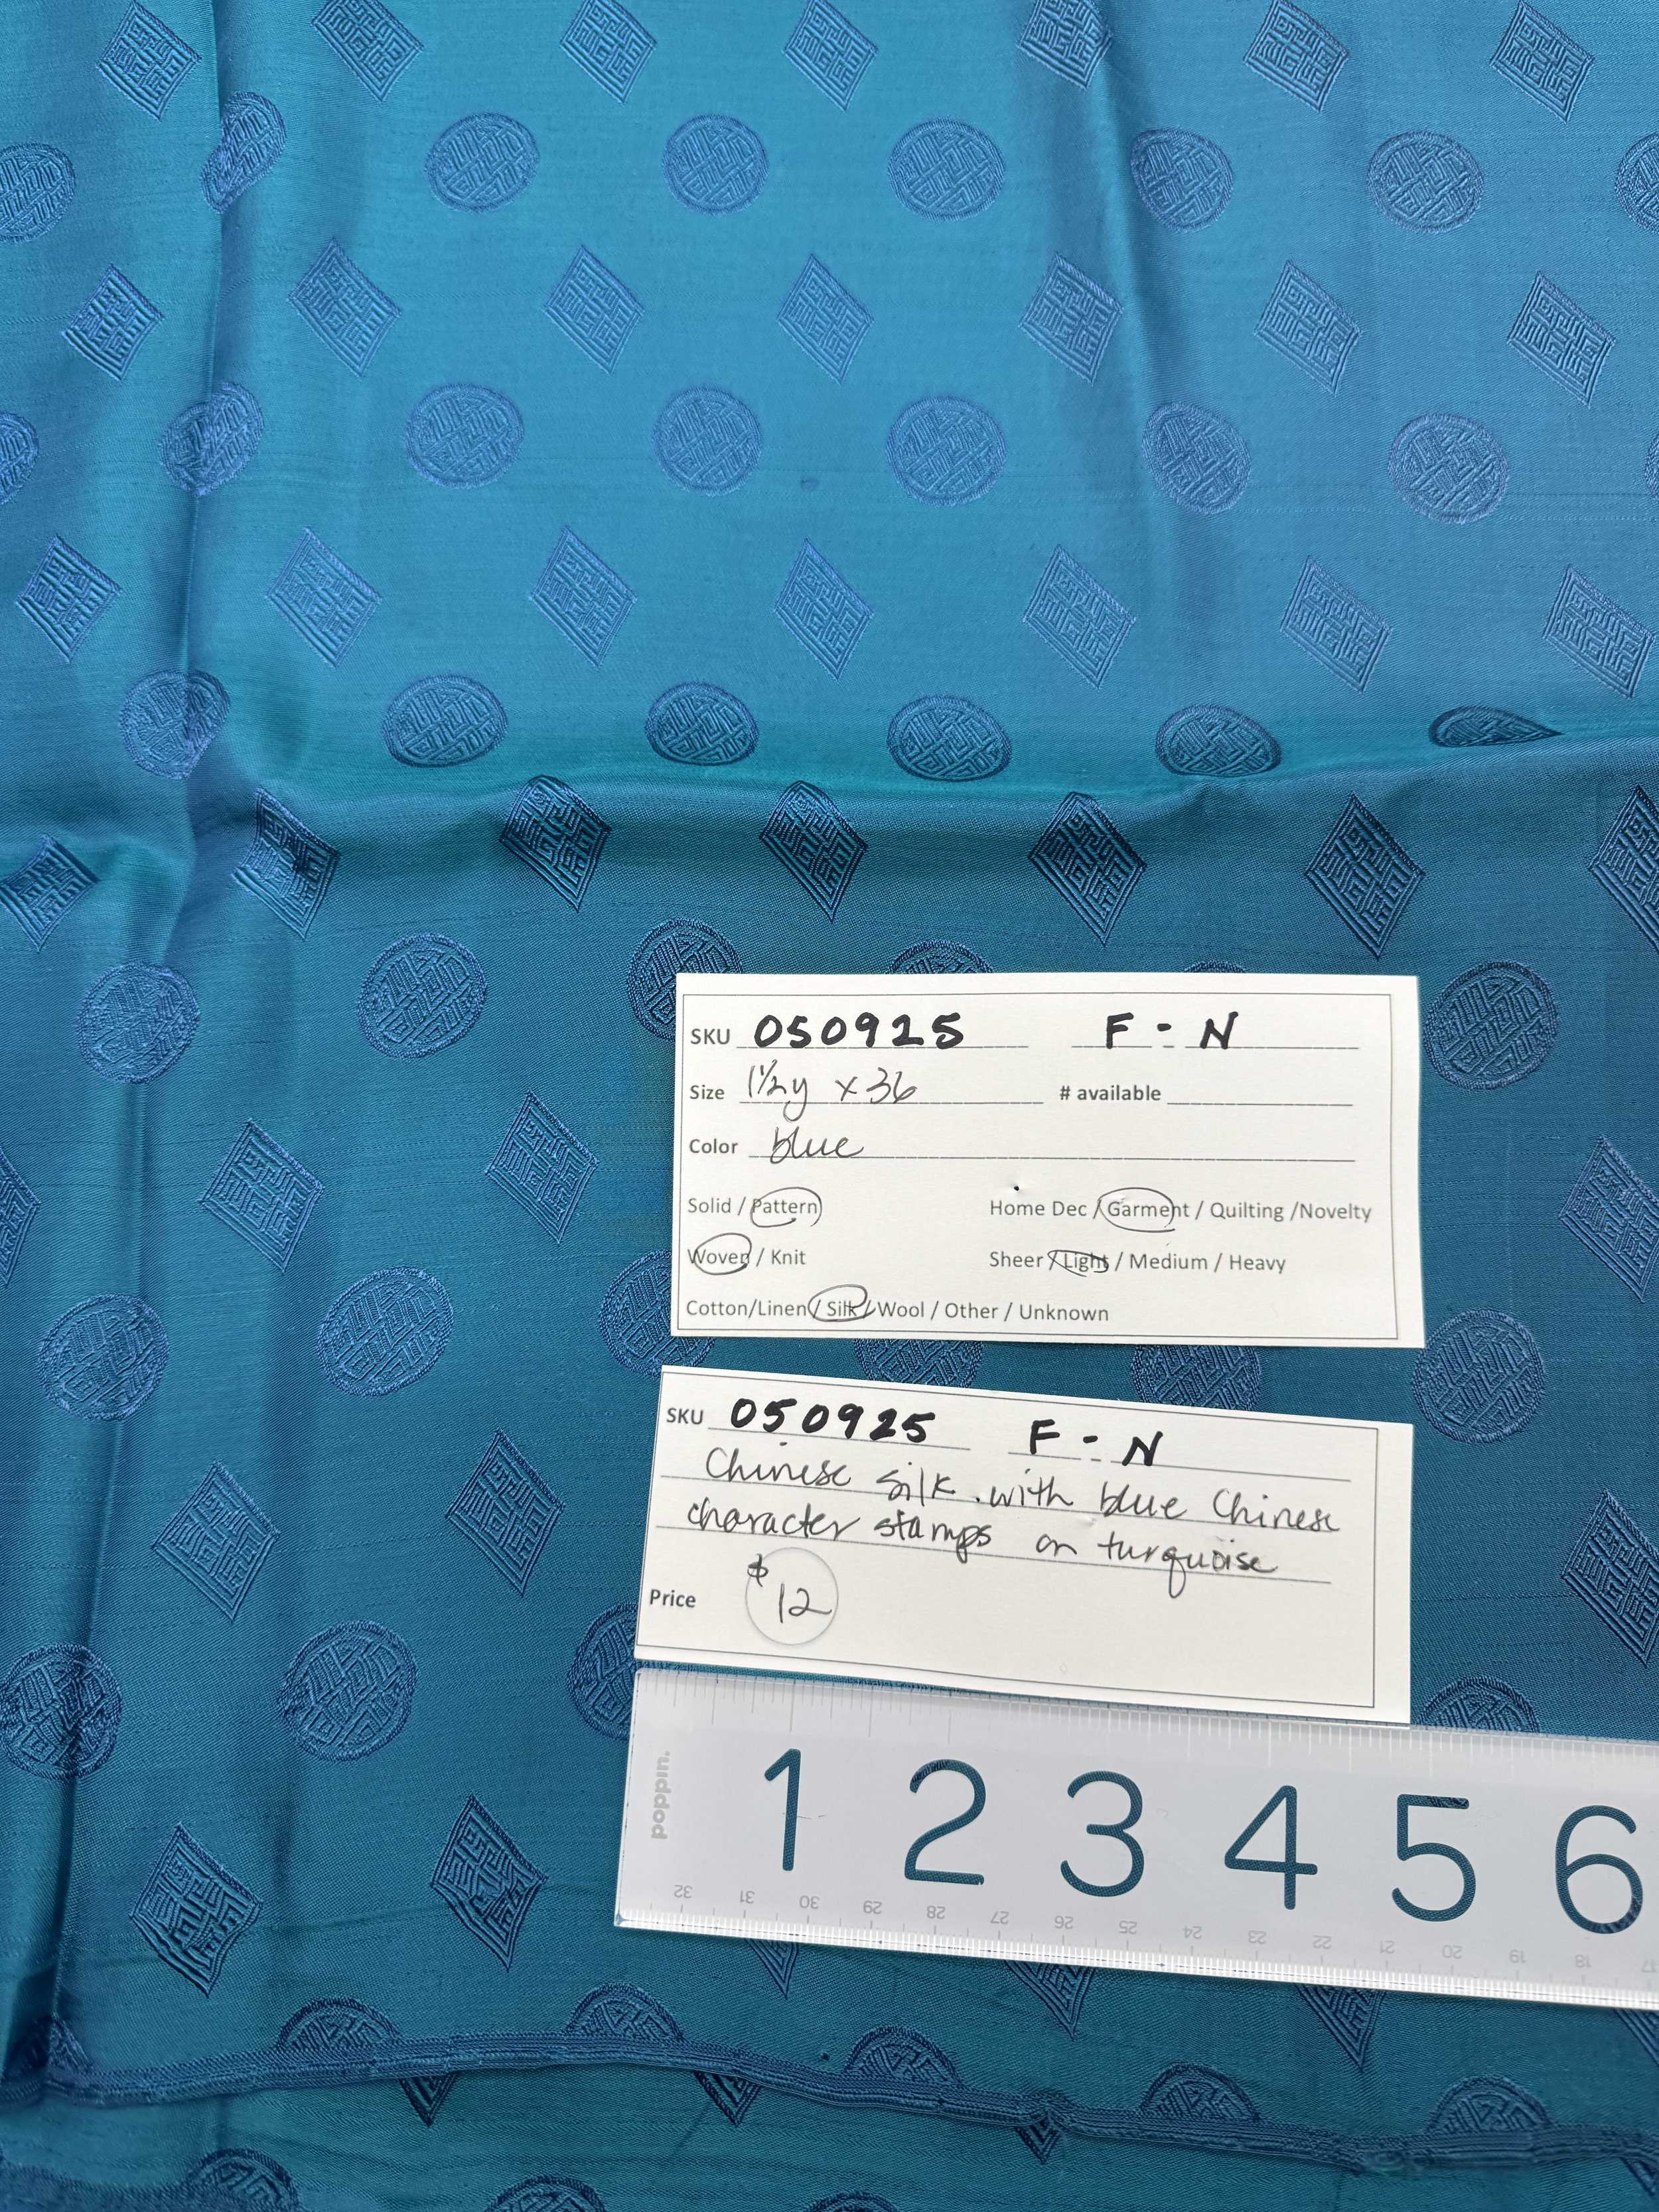 SKU 050925 F - N
Size 1½y x 36 # available
Color blue
Solid / Pattern Home Dec / Garment / Quilting /Novelty
Woven / Knit Sheer / Light / Medium / Heavy
Cotton/Linen / Silk / Wool / Other / Unknown
SKU 050925 F - N
Chinese silk with blue Chinese
character stamps on turquoise
Price $12
poppin.
1 2 3 4 5 6
32 31 30 29 28 27 26 25 24 23 22 21 20 19 18 17